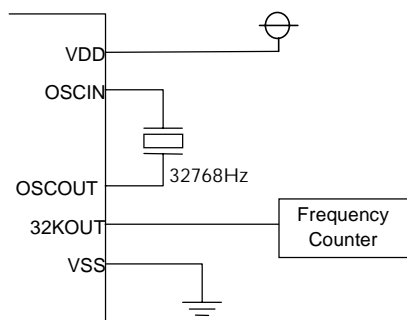 VDD
OSCIN
OSCOUT
32768Hz
32KOUT
Frequency
Counter
VSS